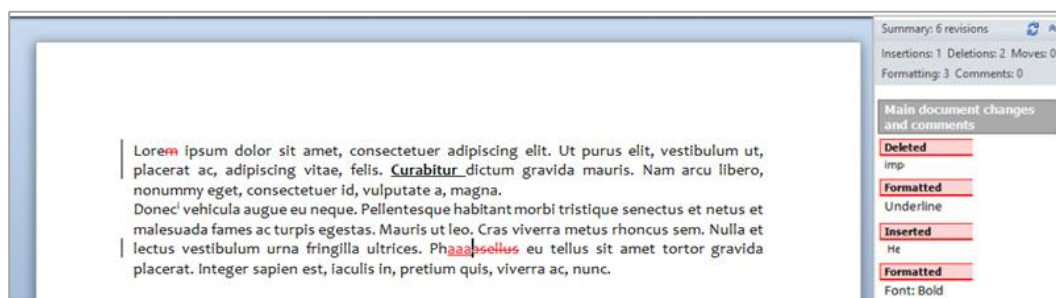 Summary: 6 revisions
Insertions: 1 Deletions: 2 Moves: 0
Formatting: 3 Comments: 0
Main document changes
and comments
Deleted
imp
Formatted
Underline
Inserted
He
Formatted
Font: Bold
Lorem ipsum dolor sit amet, consectetuer adipiscing elit. Ut purus elit, vestibulum ut,
placerat ac, adipiscing vitae, felis. Curabitur dictum gravida mauris. Nam arcu libero,
nonummy eget, consectetuer id, vulputate a, magna.
Donecⁱ vehicula augue eu neque. Pellentesque habitant morbi tristique senectus et netus et
malesuada fames ac turpis egestas. Mauris ut leo. Cras viverra metus rhoncus sem. Nulla et
lectus vestibulum urna fringilla ultrices. Phaaaasellus eu tellus sit amet tortor gravida
placerat. Integer sapien est, iaculis in, pretium quis, viverra ac, nunc.